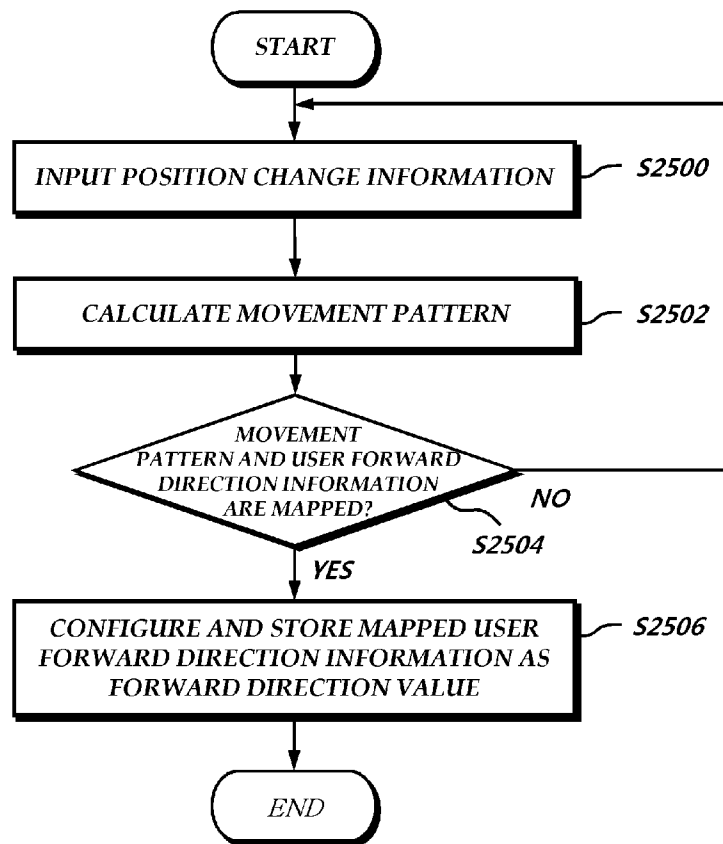 START
INPUT POSITION CHANGE INFORMATION
S2500
CALCULATE MOVEMENT PATTERN
S2502
MOVEMENT
PATTERN AND USER FORWARD
DIRECTION INFORMATION
ARE MAPPED?
NO
S2504
YES
CONFIGURE AND STORE MAPPED USER
FORWARD DIRECTION INFORMATION AS
FORWARD DIRECTION VALUE
S2506
END